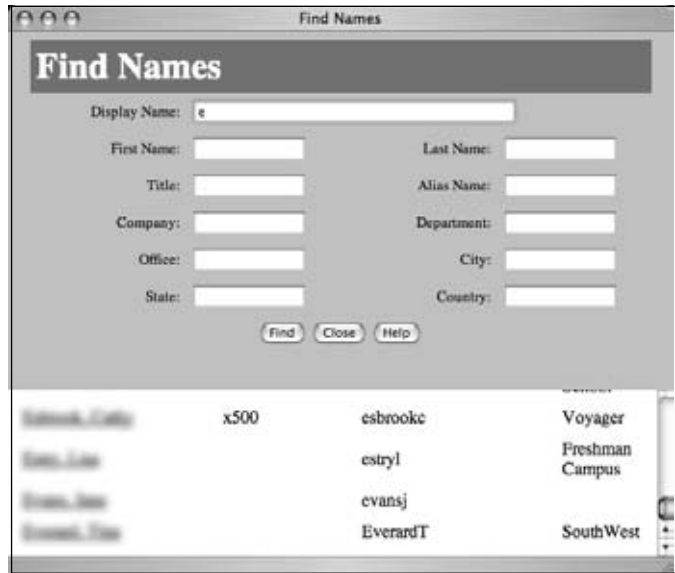 Find Names
Find Names
Display Name: e
First Name: Last Name:
Title: Alias Name:
Company: Department:
Office: City:
State: Country:
Find Close Help
x500 esbrookc Voyager
estryl Freshman
Campus
evansj
EverardT SouthWest